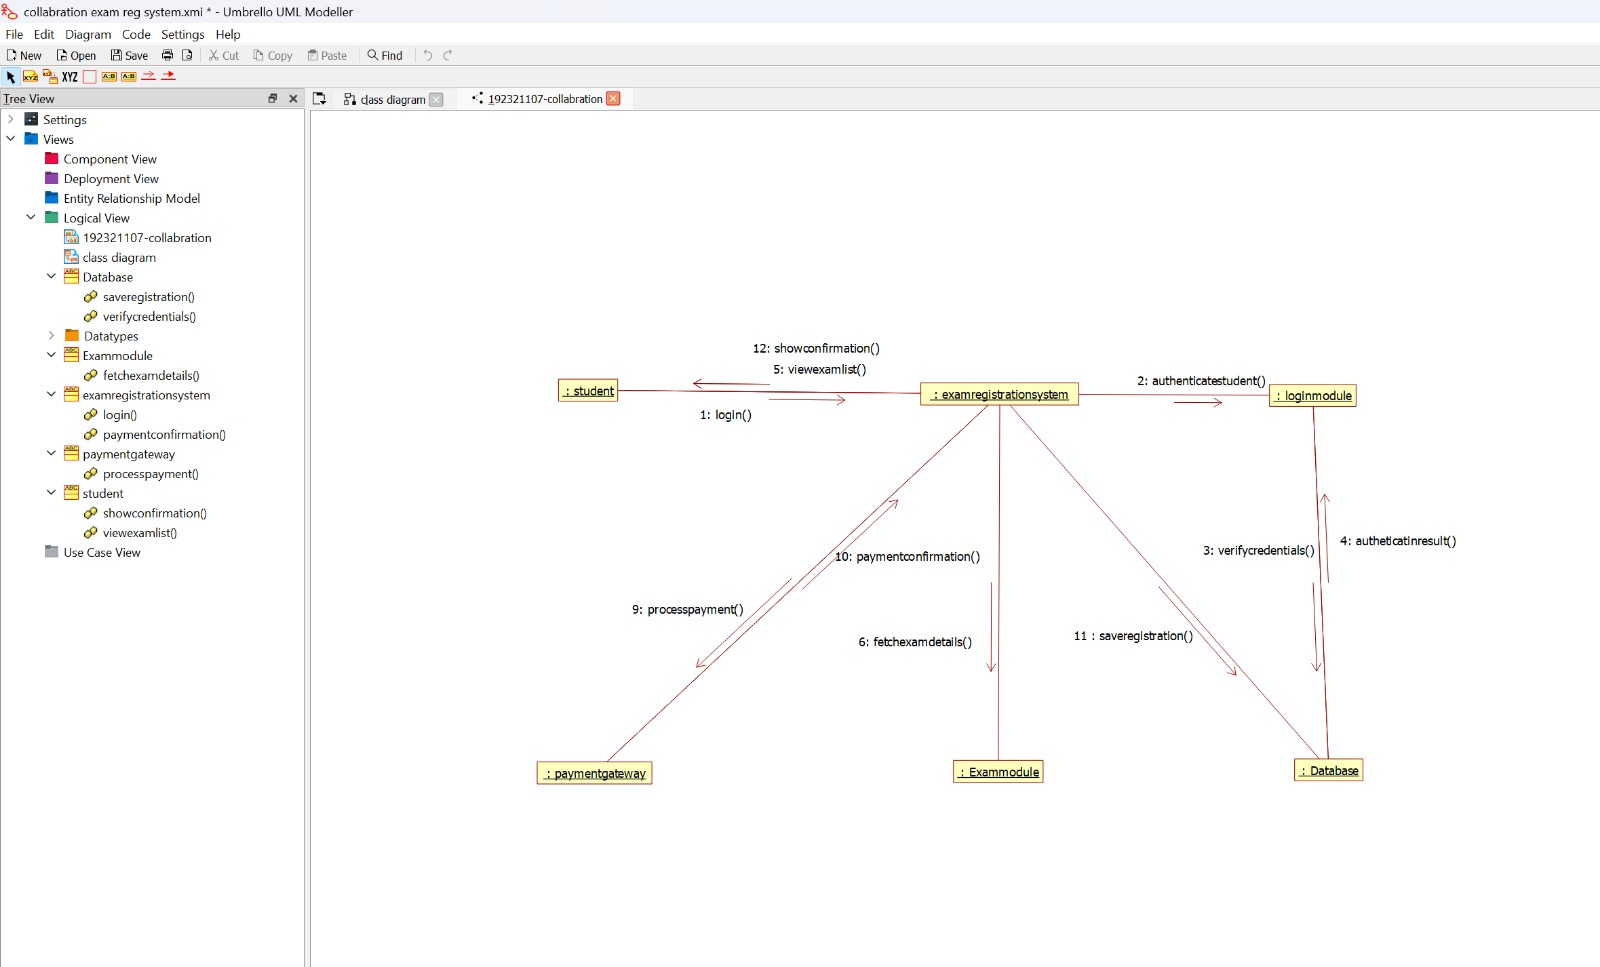 collabration exam reg system.xmi * - Umbrello UML Modeller
File Edit Diagram Code Settings Help
New Open Save Cut Copy Paste Find
XYZ XYZ A:B A:B
Tree View
class diagram
192321107-collabration
Settings
Views
Component View
Deployment View
Entity Relationship Model
Logical View
192321107-collabration
class diagram
Database
saveregistration()
verifycredentials()
Datatypes
Exammodule
fetchexamdetails()
examregistrationsystem
login()
paymentconfirmation()
paymentgateway
processpayment()
student
showconfirmation()
viewexamlist()
Use Case View
12: showconfirmation()
5: viewexamlist()
: student
1: login()
: examregistrationsystem
2: authenticatestudent()
: loginmodule
10: paymentconfirmation()
3: verifycredentials()
4: autheticatinresult()
9: processpayment()
6: fetchexamdetails()
11 : saveregistration()
: paymentgateway
: Exammodule
: Database